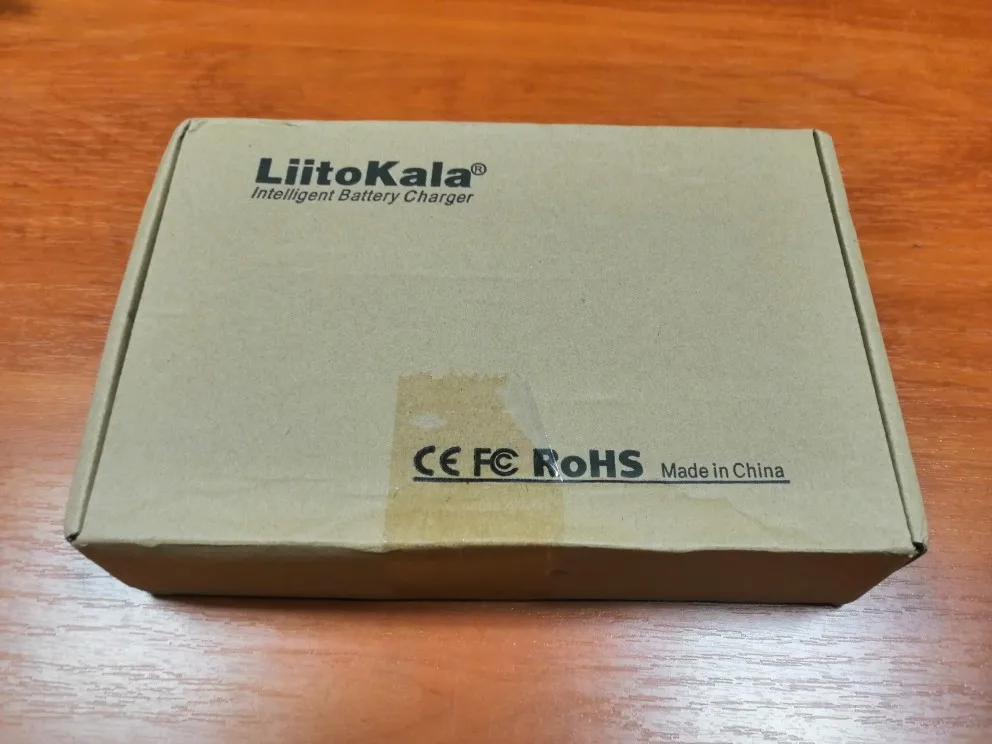 LiitoKala®
Intelligent Battery Charger
CE FC RoHS Made in China